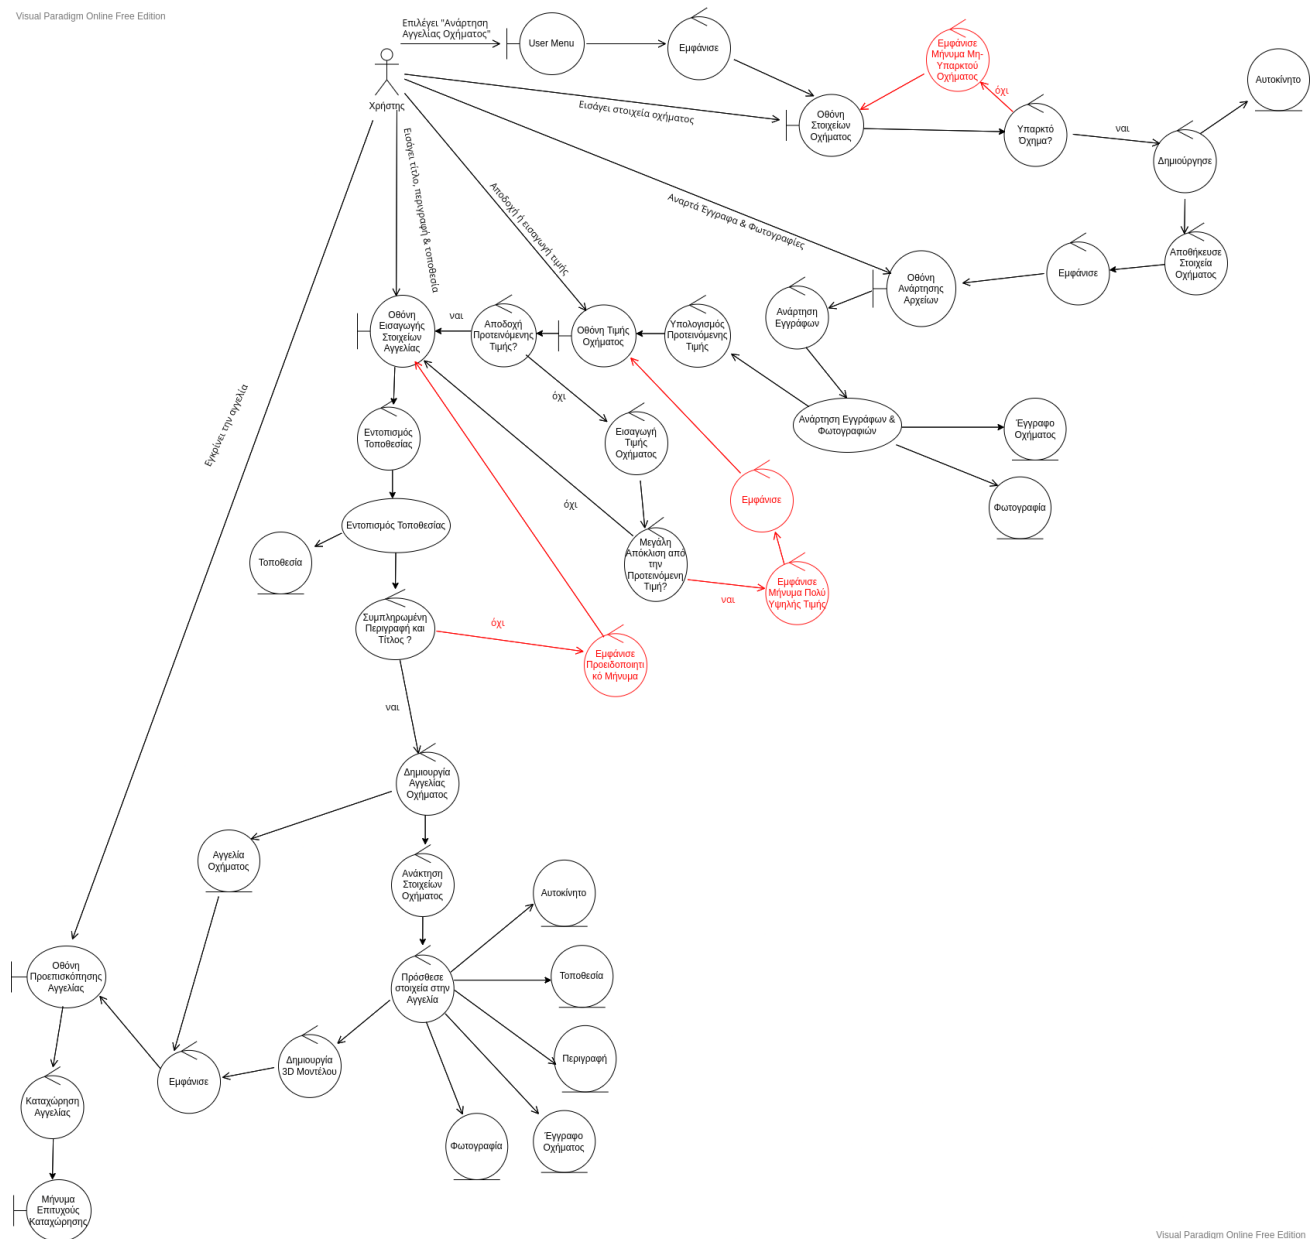 Visual Paradigm Online Free Edition
Επιλέγει "Ανάρτηση
Αγγελίας Οχήματος"
User Menu
Εμφάνισε
Εμφάνισε
Μήνυμα Μη-
Υπαρκτού
Οχήματος
Αυτοκίνητο
Χρήστης
Εισάγει στοιχεία οχήματος
Οθόνη
Στοιχείων
Οχήματος
όχι
Υπαρκτό
Όχημα?
ναι
Δημιούργησε
Εισάγει τίτλο, περιγραφή & τοποθεσία
Αποδοχή ή εισαγωγή τιμής
Αναρτά Έγγραφα & Φωτογραφίες
Αποθήκευσε
Στοιχεία
Οχήματος
Εμφάνισε
Οθόνη
Ανάρτησης
Αρχείων
Ανάρτηση
Εγγράφων
Οθόνη
Εισαγωγής
Στοιχείων
Αγγελίας
ναι
Αποδοχή
Προτεινόμενης
Τιμής?
Οθόνη Τιμής
Οχήματος
Υπολογισμός
Προτεινόμενης
Τιμής
Εγκρίνει την αγγελία
όχι
Εντοπισμός
Τοποθεσίας
Εισαγωγή
Τιμής
Οχήματος
Ανάρτηση Εγγράφων &
Φωτογραφιών
Έγγραφο
Οχήματος
Εμφάνισε
Φωτογραφία
όχι
Εντοπισμός Τοποθεσίας
Τοποθεσία
Μεγάλη
Απόκλιση από
την
Προτεινόμενη
Τιμή?
ναι
Εμφάνισε
Μήνυμα Πολύ
Υψηλής Τιμής
Συμπληρωμένη
Περιγραφή και
Τίτλος ?
όχι
Εμφάνισε
Προειδοποιητι
κό Μήνυμα
ναι
Δημιουργία
Αγγελίας
Οχήματος
Αγγελία
Οχήματος
Ανάκτηση
Στοιχείων
Οχήματος
Αυτοκίνητο
Οθόνη
Προεπισκόπησης
Αγγελίας
Πρόσθεσε
στοιχεία στην
Αγγελία
Τοποθεσία
Περιγραφή
Δημιουργία
3D Μοντέλου
Εμφάνισε
Καταχώρηση
Αγγελίας
Φωτογραφία
Έγγραφο
Οχήματος
Μήνυμα
Επιτυχούς
Καταχώρησης
Visual Paradigm Online Free Edition